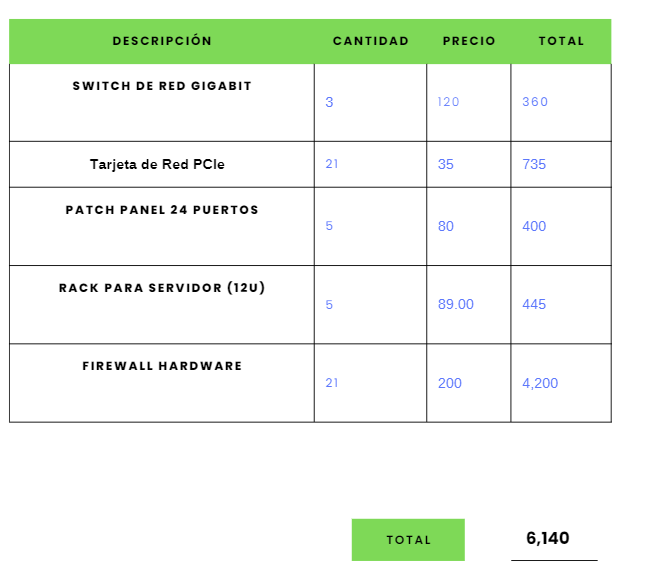 DESCRIPCIÓN CANTIDAD PRECIO TOTAL
SWITCH DE RED GIGABIT 3 120 360
Tarjeta de Red PCIe 21 35 735
PATCH PANEL 24 PUERTOS 5 80 400
RACK PARA SERVIDOR (12U) 5 89.00 445
FIREWALL HARDWARE 21 200 4,200
TOTAL 6,140